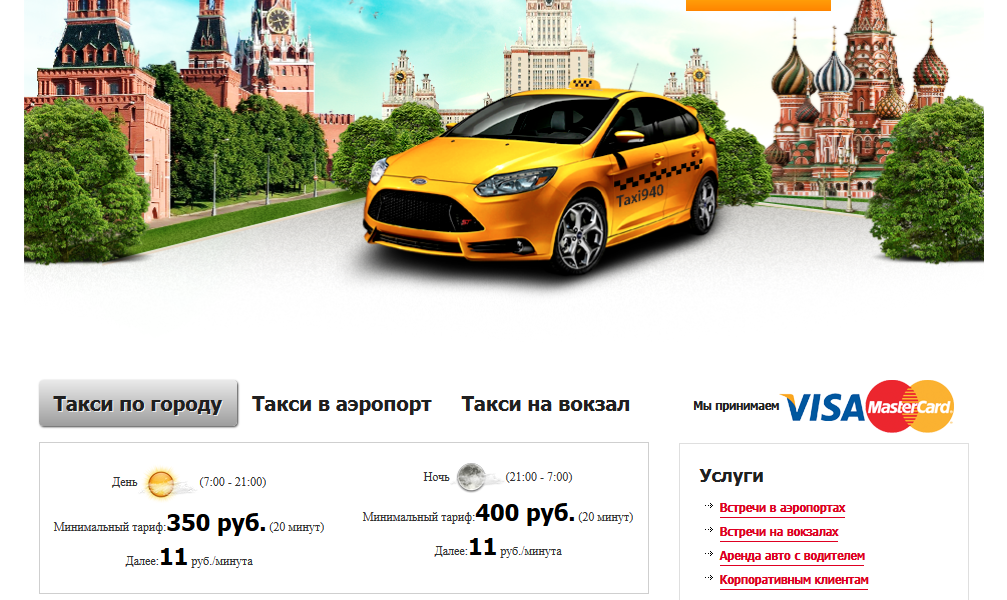 Taxi940
Такси по городу
Такси в аэропорт
Такси на вокзал
Мы принимаем VISA MasterCard
День (7:00 - 21:00)
Минимальный тариф:350 руб. (20 минут)
Далее:11 руб./минута
Ночь (21:00 - 7:00)
Минимальный тариф:400 руб. (20 минут)
Далее:11 руб./минута
Услуги
Встречи в аэропортах
Встречи на вокзалах
Аренда авто с водителем
Корпоративным клиентам